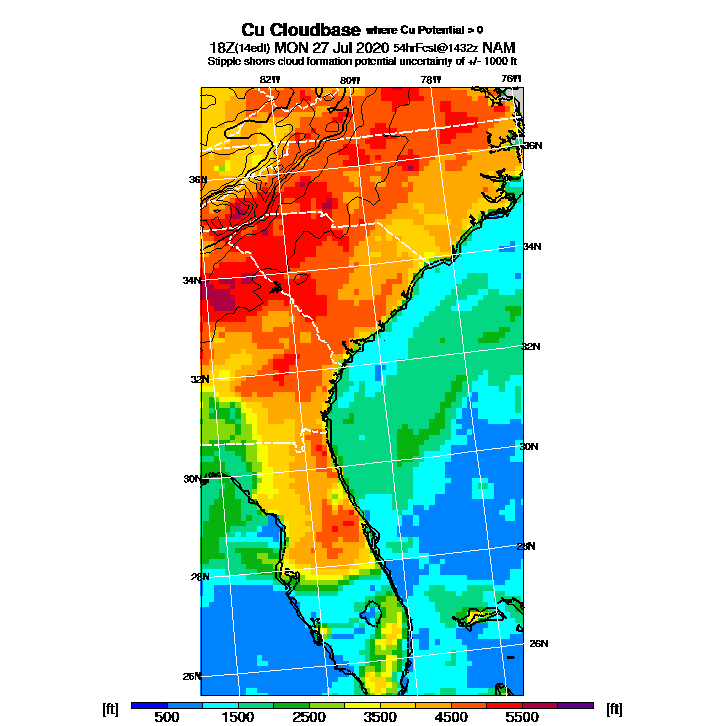 Cu Cloudbase where Cu Potential > 0
18Z(14edt) MON 27 Jul 2020 54hrFcst@1432z NAM
Stipple shows cloud formation potential uncertainty of +/- 1000 ft
82W 80W 78W 76W
36N 36N
34N 34N
32N 32N
30N 30N
28N 28N
26N 26N
[ft] 500 1500 2500 3500 4500 5500 [ft]